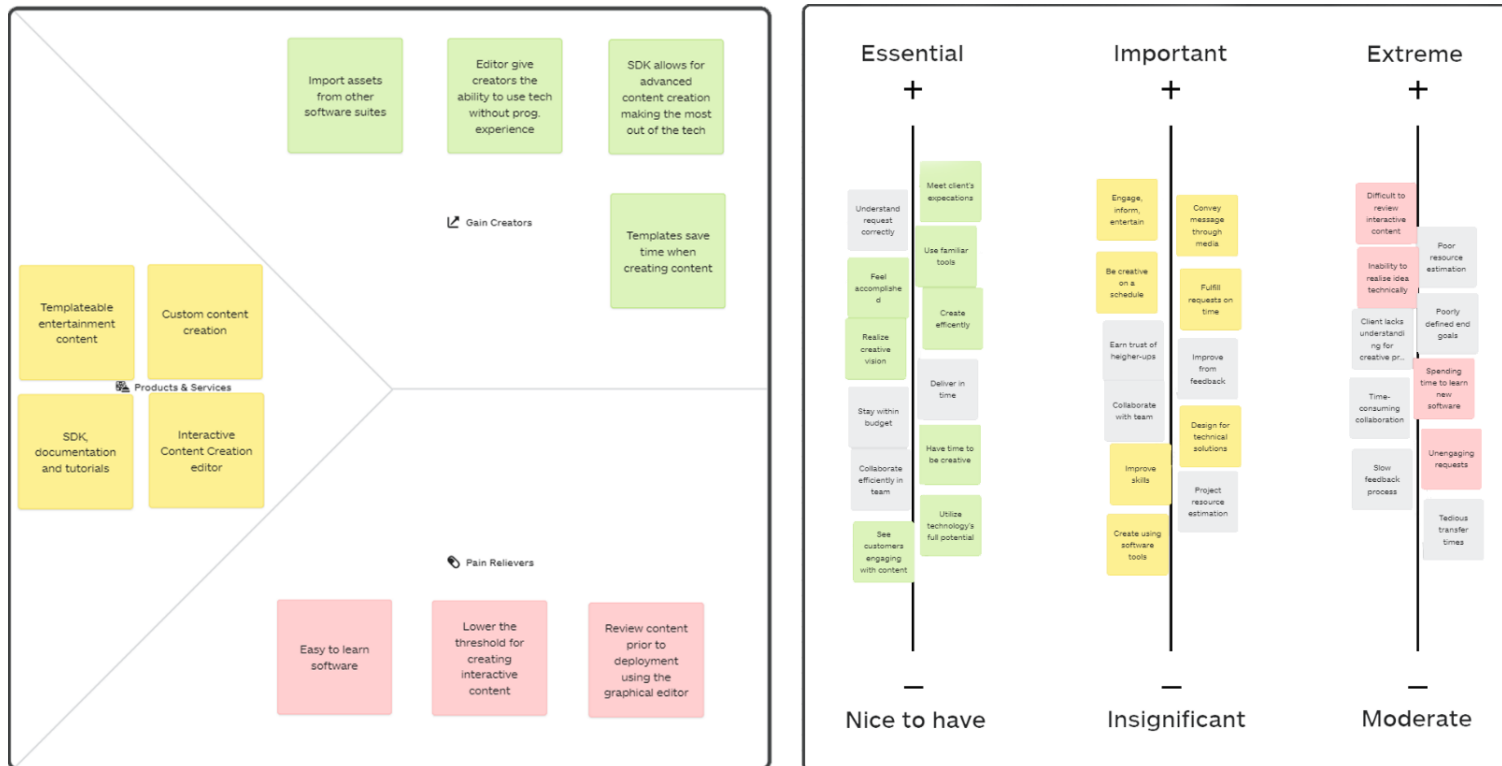 Import assets
from other
software suites
Editor give
creators the
ability to use tech
without prog.
experience
SDK allows for
advanced
content creation
making the most
out of the tech
Gain Creators
Templates save
time when
creating content
Templateable
entertainment
content
Custom content
creation
Products & Services
SDK,
documentation
and tutorials
Interactive
Content Creation
editor
Pain Relievers
Easy to learn
software
Lower the
threshold for
creating
interactive
content
Review content
prior to
deployment
using the
graphical editor
Essential
+
Meet client's
expecations
Understand
request
correctly
Use familiar
tools
Feel
accomplishe
d
Create
efficently
Realize
creative
vision
Deliver in
time
Stay within
budget
Have time to
be creative
Collaborate
efficiently in
team
Utilize
technology's
full potential
See
customers
engaging
with content
–
Nice to have
Important
+
Engage,
inform,
entertain
Convey
message
through
media
Be creative
on a
schedule
Fulfill
requests on
time
Earn trust of
heigher-ups
Improve
from
feedback
Collaborate
with team
Design for
technical
solutions
Improve
skills
Project
resource
estimation
Create using
software
tools
–
Insignificant
Extreme
+
Difficult to
review
interactive
content
Poor
resource
estimation
Inability to
realise idea
technically
Poorly
defined end
goals
Client lacks
understandi
ng for
creative pr...
Spending
time to learn
new
software
Time-
consuming
collaboration
Unengaging
requests
Slow
feedback
process
Tedious
transfer
times
–
Moderate